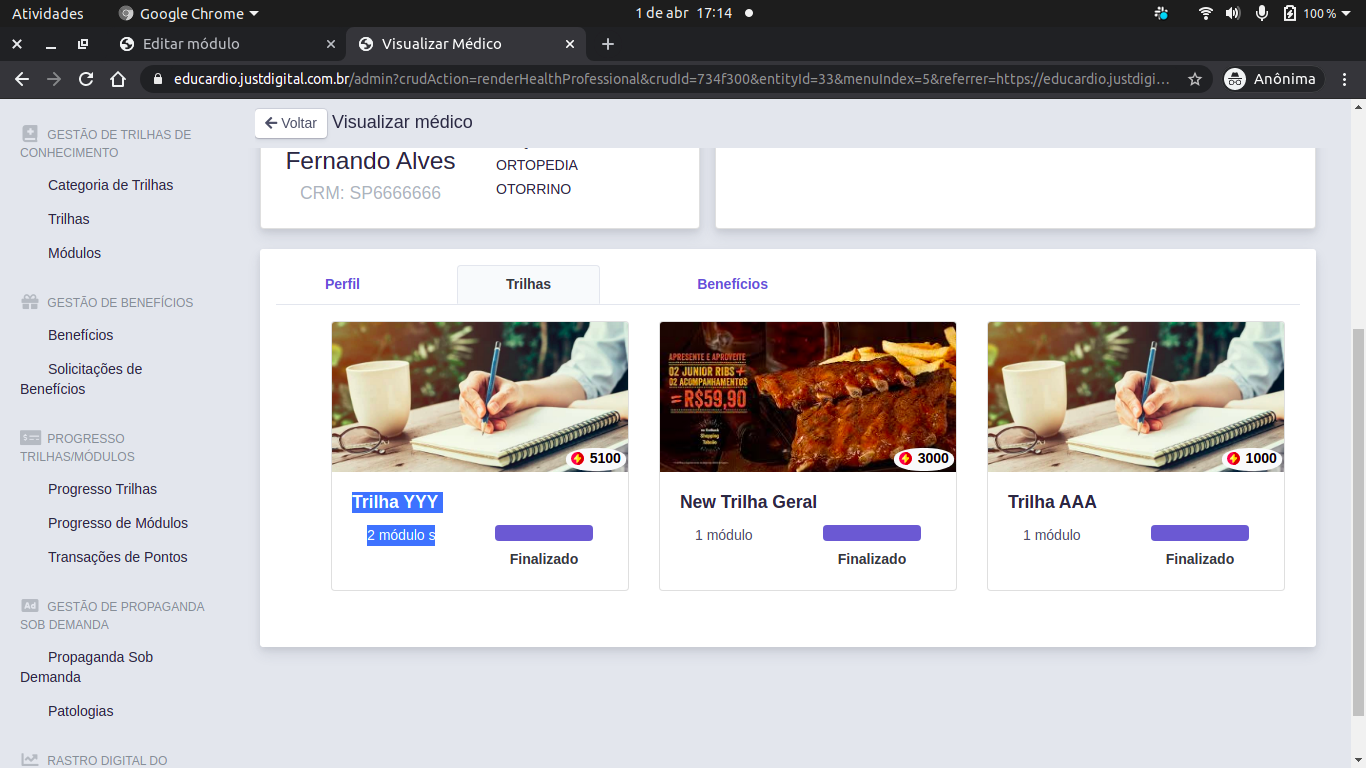 Atividades
Google Chrome
1 de abr 17:14
100 %
Editar módulo
Visualizar Médico
educardio.justdigital.com.br/admin?crudAction=renderHealthProfessional&crudId=734f300&entityId=33&menuIndex=5&referrer=https://educardio.justdigi...
Anônima
GESTÃO DE TRILHAS DE
CONHECIMENTO
Categoria de Trilhas
Trilhas
Módulos
GESTÃO DE BENEFÍCIOS
Benefícios
Solicitações de
Benefícios
PROGRESSO
TRILHAS/MÓDULOS
Progresso Trilhas
Progresso de Módulos
Transações de Pontos
Ad GESTÃO DE PROPAGANDA
SOB DEMANDA
Propaganda Sob
Demanda
Patologias
RASTRO DIGITAL DO
Voltar
Visualizar médico
Fernando Alves
CRM: SP6666666
ORTOPEDIA
OTORRINO
Perfil
Trilhas
Benefícios
5100
Trilha YYY
2 módulo s
Finalizado
APRESENTE E APROVEITE
02 JUNIOR RIBS+
02 ACOMPANHAMENTOS
=R$59,90
Shopping
3000
New Trilha Geral
1 módulo
Finalizado
1000
Trilha AAA
1 módulo
Finalizado